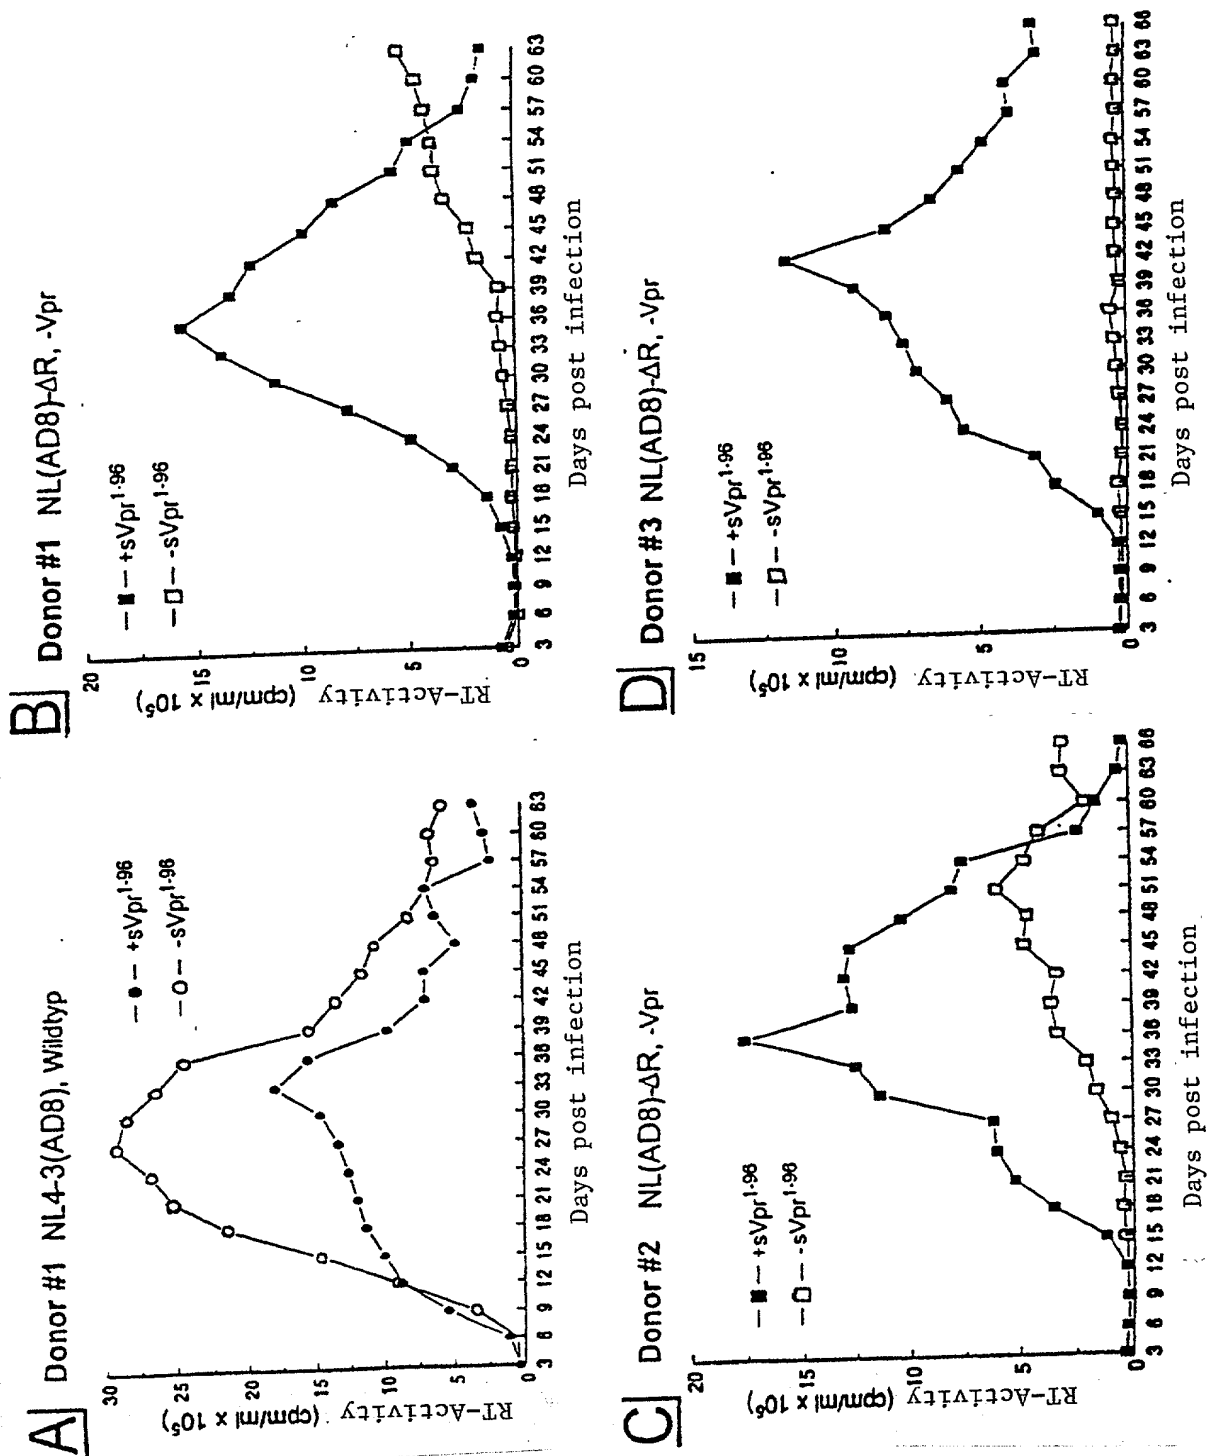 A
Donor #1 NL4-3(AD8), Wildtyp
+sVpr1-96
-sVpr1-96
RT-Activity
(cpm/ml x 10⁵)
30
25
20
15
10
5
0
3 6 9 12 15 18 21 24 27 30 33 36 39 42 45 48 51 54 57 60 63
Days post infection
B
Donor #1 NL(AD8)-ΔR, -Vpr
+sVpr1-96
-sVpr1-96
RT-Activity
(cpm/ml x 10⁵)
20
15
10
5
0
3 6 9 12 15 18 21 24 27 30 33 36 39 42 45 48 51 54 57 60 63
Days post infection
C
Donor #2 NL(AD8)-ΔR, -Vpr
+sVpr1-96
-sVpr1-96
RT-Activity
(cpm/ml x 10⁵)
20
15
10
5
0
3 6 9 12 15 18 21 24 27 30 33 36 39 42 45 48 51 54 57 60 63 66
Days post infection
D
Donor #3 NL(AD8)-ΔR, -Vpr
+sVpr1-96
-sVpr1-96
RT-Activity
(cpm/ml x 10⁵)
15
10
5
0
3 6 9 12 15 18 21 24 27 30 33 36 39 42 45 48 51 54 57 60 63 66
Days post infection